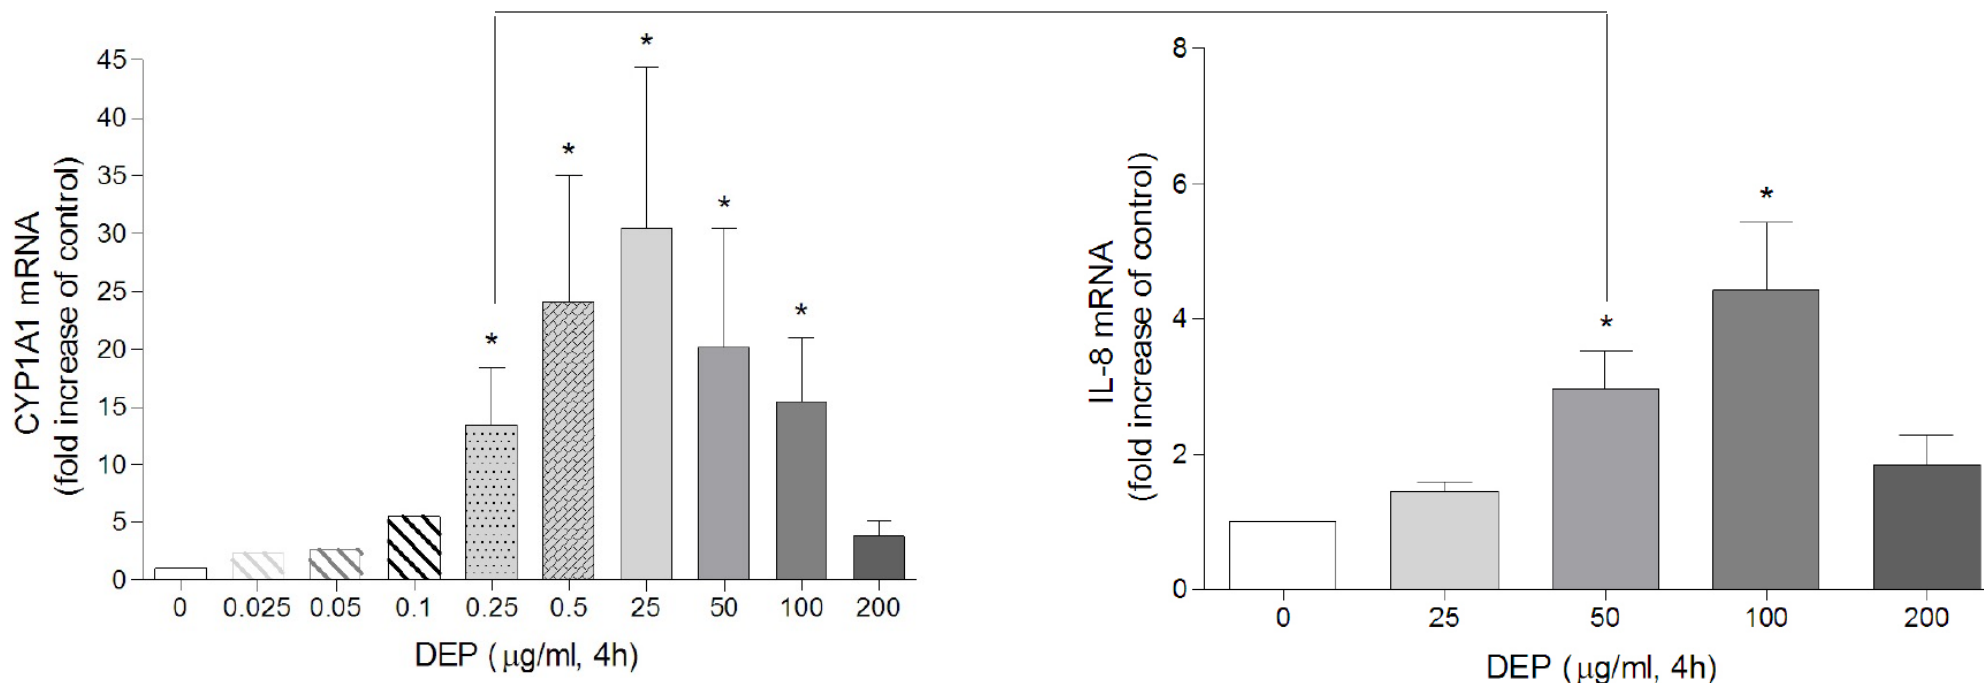 CYP1A1 mRNA
(fold increase of control)
45
40
35
30
25
20
15
10
5
0
*
*
*
*
*
0 0.025 0.05 0.1 0.25 0.5 25 50 100 200
DEP (μg/ml, 4h)
IL-8 mRNA
(fold increase of control)
8
6
4
2
0
*
*
0 25 50 100 200
DEP (μg/ml, 4h)